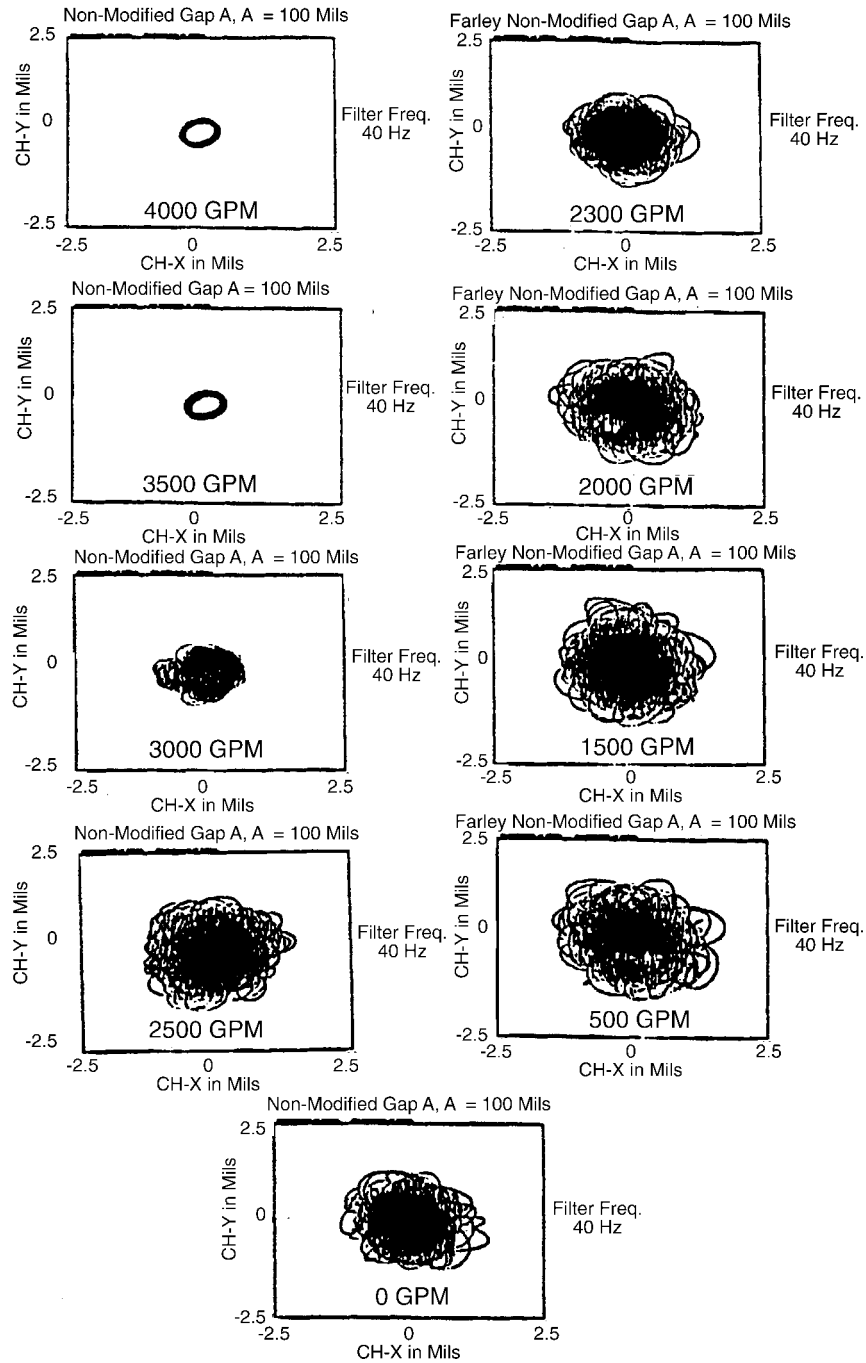 Non-Modified Gap A, A = 100 Mils
2.5
CH-Y in Mils
0
-2.5
4000 GPM
-2.5
0
2.5
CH-X in Mils
Filter Freq.
40 Hz
Farley Non-Modified Gap A, A = 100 Mils
2.5
CH-Y in Mils
0
-2.5
2300 GPM
-2.5
0
2.5
CH-X in Mils
Filter Freq.
40 Hz
Non-Modified Gap A = 100 Mils
2.5
CH-Y in Mils
0
-2.5
3500 GPM
-2.5
0
2.5
CH-X in Mils
Filter Freq.
40 Hz
Farley Non-Modified Gap A, A = 100 Mils
2.5
CH-Y in Mils
0
-2.5
2000 GPM
-2.5
0
2.5
CH-X in Mils
Filter Freq.
40 Hz
Non-Modified Gap A, A = 100 Mils
2.5
CH-Y in Mils
0
-2.5
3000 GPM
-2.5
0
2.5
CH-X in Mils
Filter Freq.
40 Hz
Farley Non-Modified Gap A, A = 100 Mils
2.5
CH-Y in Mils
0
-2.5
1500 GPM
-2.5
0
2.5
CH-X in Mils
Filter Freq.
40 Hz
Non-Modified Gap A, A = 100 Mils
2.5
CH-Y in Mils
0
-2.5
2500 GPM
-2.5
0
2.5
CH-X in Mils
Filter Freq.
40 Hz
Farley Non-Modified Gap A, A = 100 Mils
2.5
CH-Y in Mils
0
-2.5
500 GPM
-2.5
0
2.5
CH-X in Mils
Filter Freq.
40 Hz
Non-Modified Gap A, A = 100 Mils
2.5
CH-Y in Mils
0
-2.5
0 GPM
-2.5
0
2.5
CH-X in Mils
Filter Freq.
40 Hz